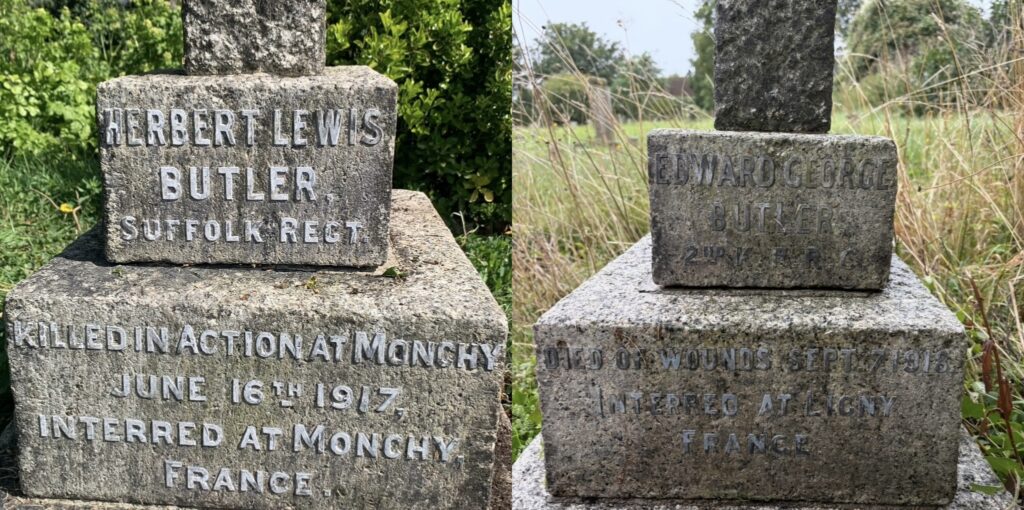 HERBERT LEWIS
BUTLER.
SUFFOLK REGT.
KILLED IN ACTION AT MONCHY
JUNE 16TH 1917,
INTERRED AT MONCHY,
FRANCE.
EDWARD GEORGE
BUTLER.
2ND K. R. R. C.
DIED OF WOUNDS SEPT. 7 1916.
INTERRED AT LIGNY
FRANCE